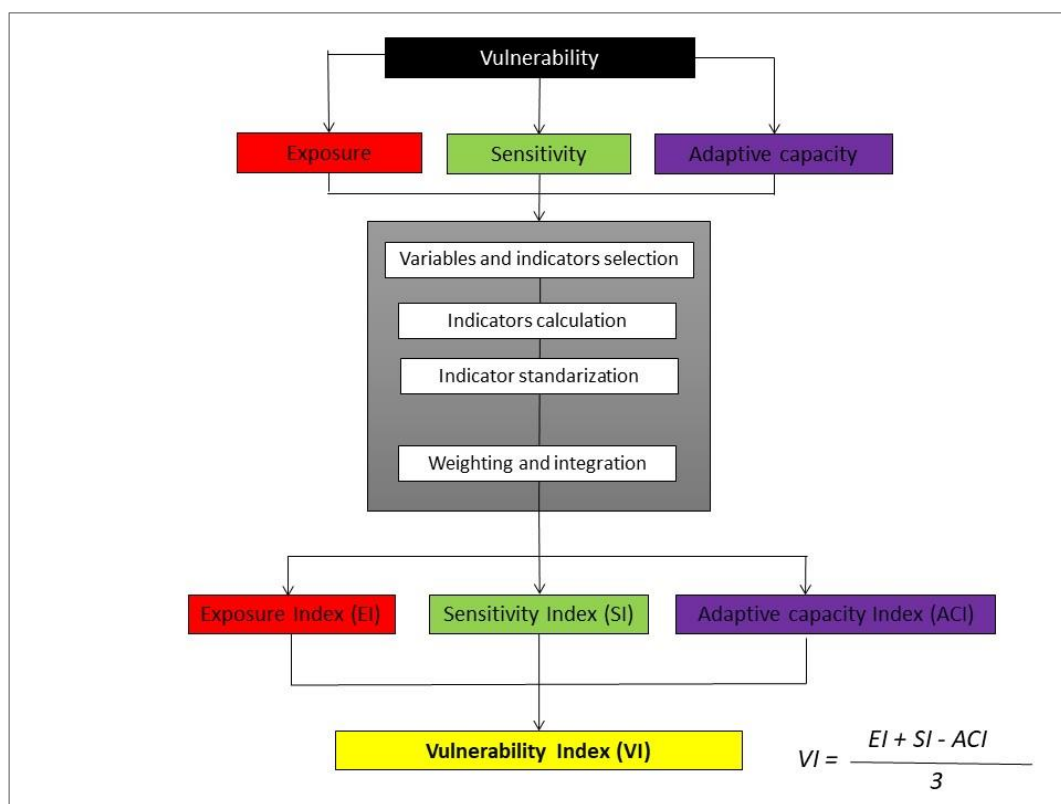 Vulnerability
Exposure
Sensitivity
Adaptive capacity
Variables and indicators selection
Indicators calculation
Indicator standarization
Weighting and integration
Exposure Index (EI)
Sensitivity Index (SI)
Adaptive capacity Index (ACI)
Vulnerability Index (VI)
EI + SI - ACI
VI =
3